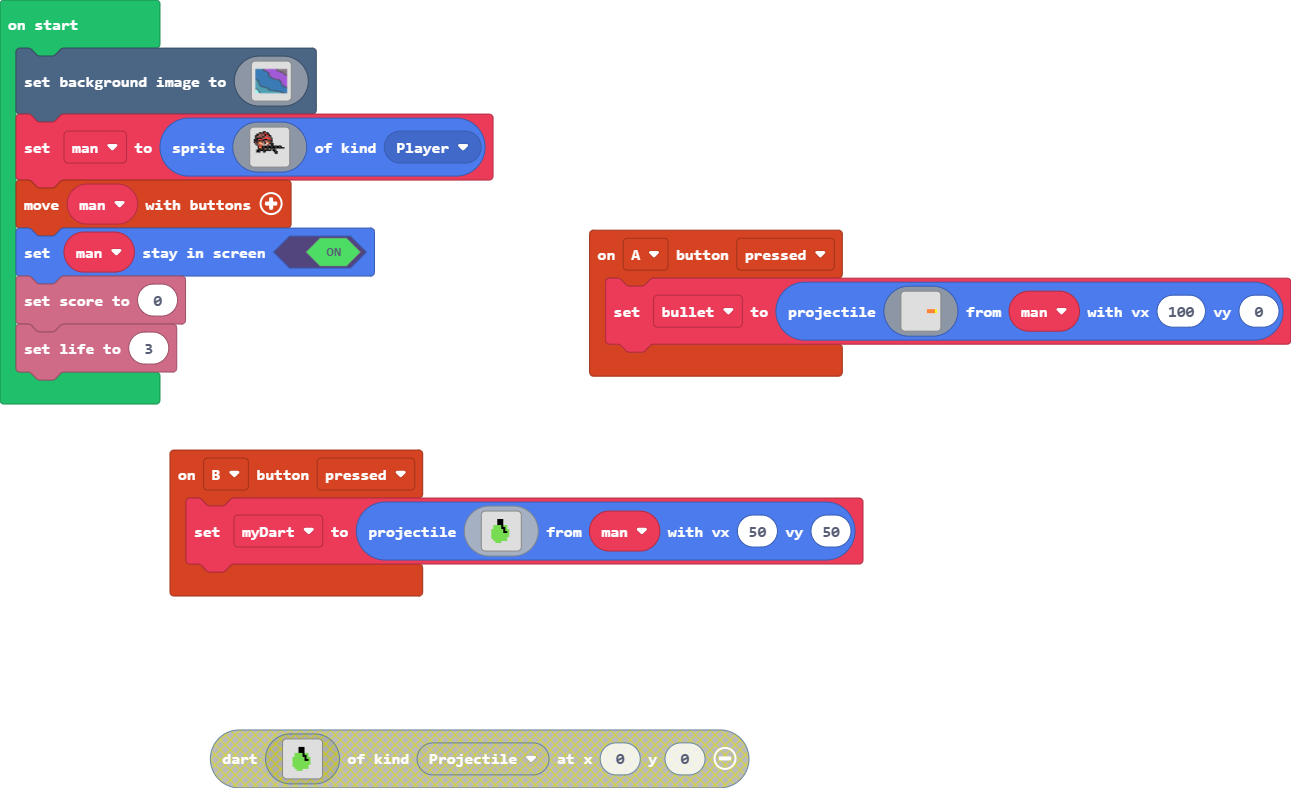 on start
set background image to
set man to sprite of kind Player
move man with buttons
set man stay in screen ON
set score to 0
set life to 3
on A button pressed
set bullet to projectile from man with vx 100 vy 0
on B button pressed
set myDart to projectile from man with vx 50 vy 50
dart of kind Projectile at x 0 y 0